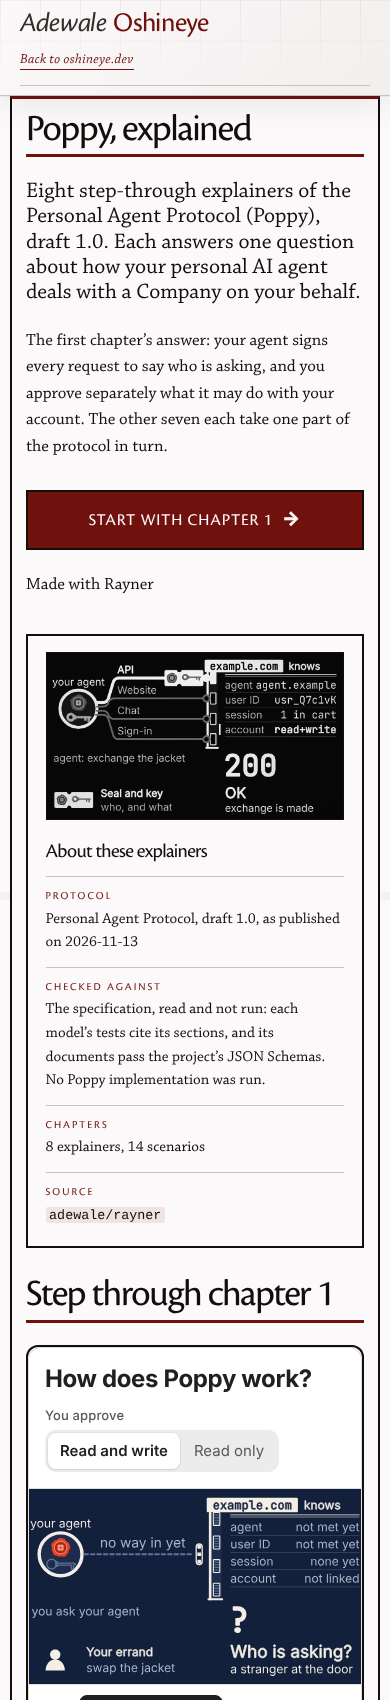 Adewale Oshineye
Back to oshineye.dev
Poppy, explained
Eight step-through explainers of the
Personal Agent Protocol (Poppy),
draft 1.0. Each answers one question
about how your personal AI agent
deals with a Company on your behalf.
The first chapter’s answer: your agent signs
every request to say who is asking, and you
approve separately what it may do with your
account. The other seven each take one part of
the protocol in turn.
START WITH CHAPTER 1 →
Made with Rayner
example.com knows
your agent
API
Website
Chat
Sign-in
agent agent.example
user ID usr_Q7c1vK
session 1 in cart
account read+write
agent: exchange the jacket
200
OK
exchange is made
Seal and key
who, and what
About these explainers
PROTOCOL
Personal Agent Protocol, draft 1.0, as published
on 2026-11-13
CHECKED AGAINST
The specification, read and not run: each
model’s tests cite its sections, and its
documents pass the project’s JSON Schemas.
No Poppy implementation was run.
CHAPTERS
8 explainers, 14 scenarios
SOURCE
adewale/rayner
Step through chapter 1
How does Poppy work?
You approve
Read and write Read only
example.com knows
your agent
no way in yet
agent not met yet
user ID not met yet
session none yet
account not linked
you ask your agent
?
Who is asking?
a stranger at the door
Your errand
swap the jacket